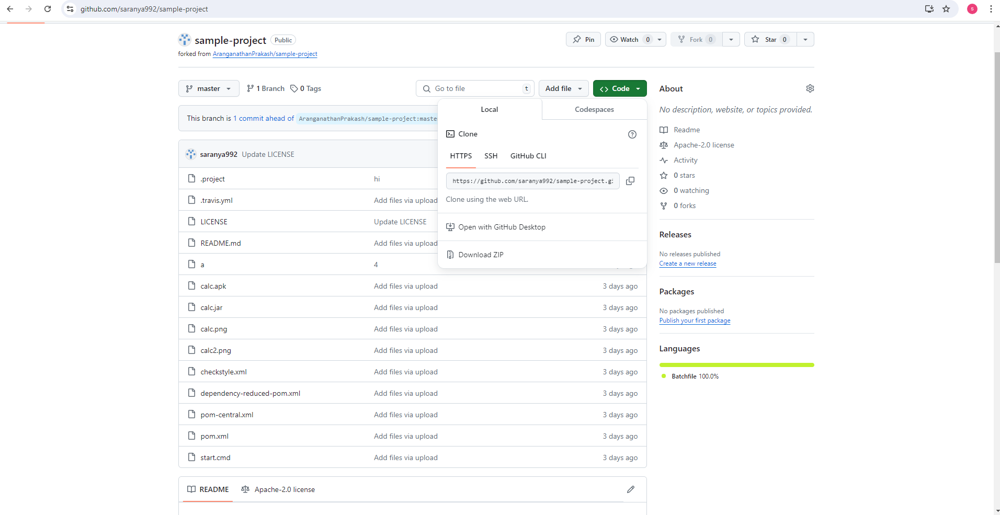 github.com/saranya992/sample-project
S
sample-project Public
Pin
Watch 0
Fork 0
Star 0
forked from AranganathanPrakash/sample-project
master
1 Branch
0 Tags
Go to file t
Add file
<> Code
This branch is 1 commit ahead of AranganathanPrakash/sample-project:maste
Local
Codespaces
Clone
HTTPS
SSH
GitHub CLI
https://github.com/saranya992/sample-project.gi
Clone using the web URL.
Open with GitHub Desktop
Download ZIP
saranya992 Update LICENSE
.project hi
.travis.yml Add files via upload
LICENSE Update LICENSE
README.md Add files via upload
a 4
calc.apk Add files via upload 3 days ago
calc.jar Add files via upload 3 days ago
calc.png Add files via upload 3 days ago
calc2.png Add files via upload 3 days ago
checkstyle.xml Add files via upload 3 days ago
dependency-reduced-pom.xml Add files via upload 3 days ago
pom-central.xml Add files via upload 3 days ago
pom.xml Add files via upload 3 days ago
start.cmd Add files via upload 3 days ago
README
Apache-2.0 license
About
No description, website, or topics provided.
Readme
Apache-2.0 license
Activity
0 stars
0 watching
0 forks
Releases
No releases published
Create a new release
Packages
No packages published
Publish your first package
Languages
Batchfile 100.0%